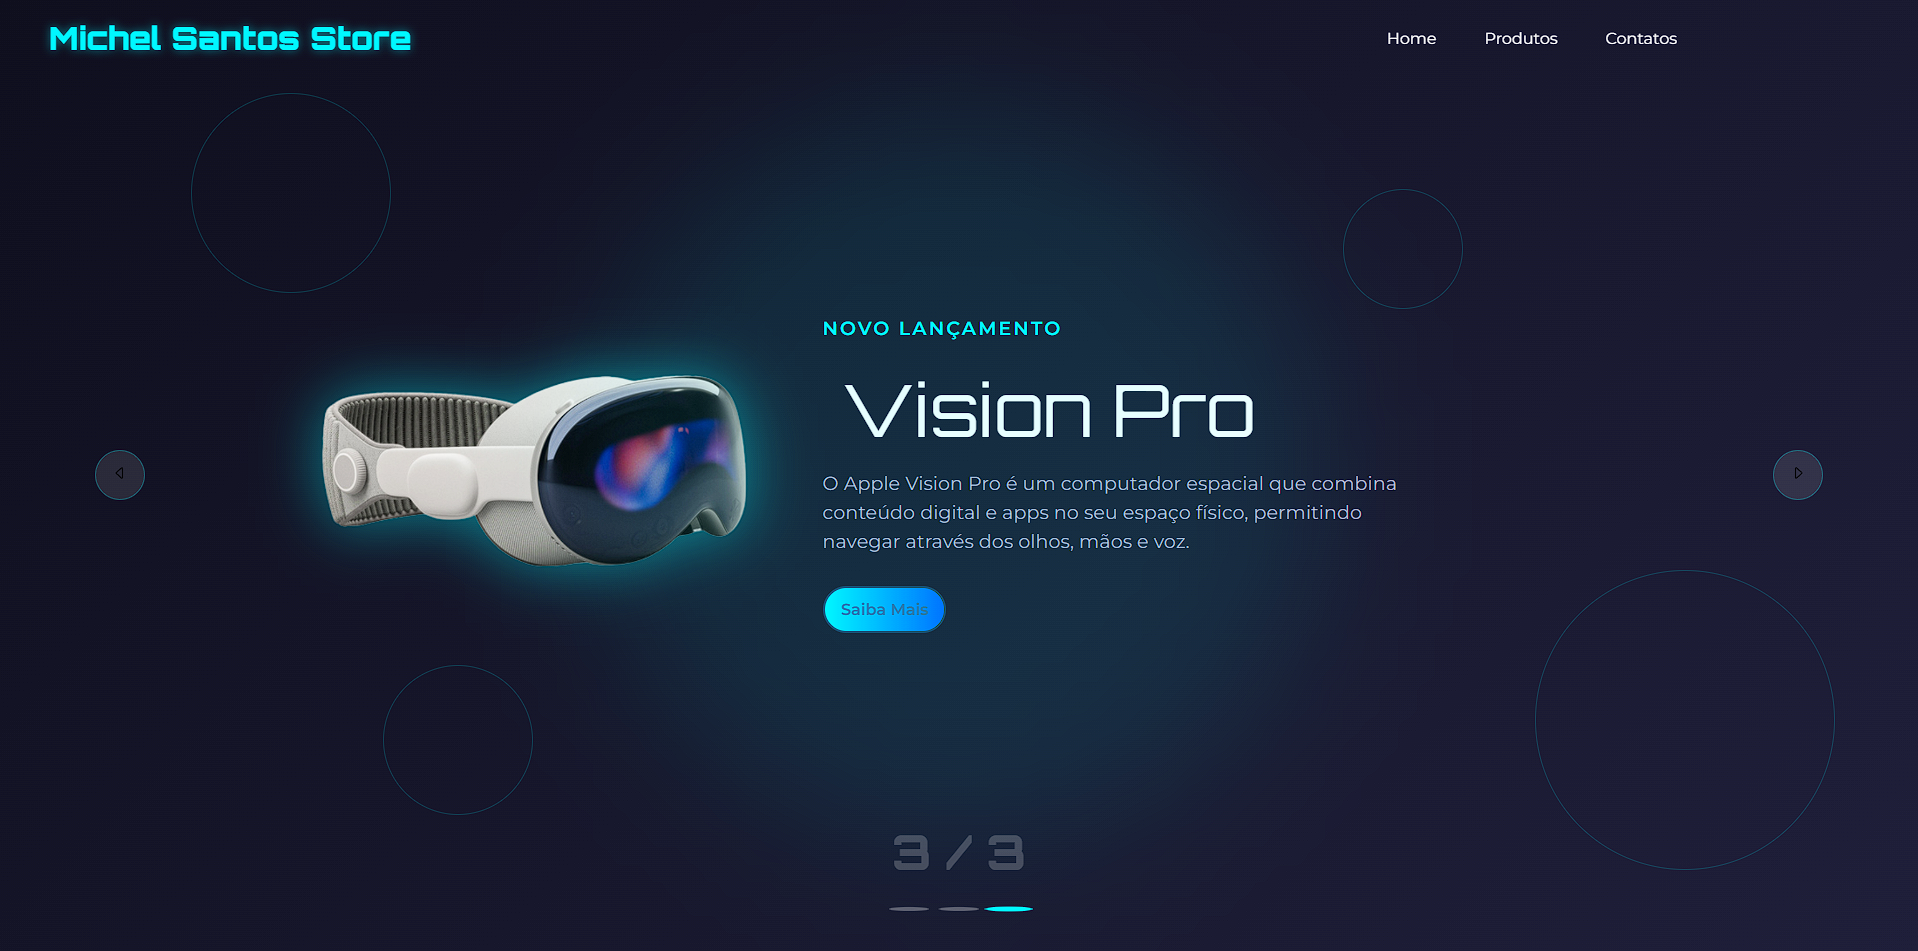 Michel Santos Store
Home
Produtos
Contatos
NOVO LANÇAMENTO
Vision Pro
O Apple Vision Pro é um computador espacial que combina
conteúdo digital e apps no seu espaço físico, permitindo
navegar através dos olhos, mãos e voz.
Saiba Mais
3 / 3